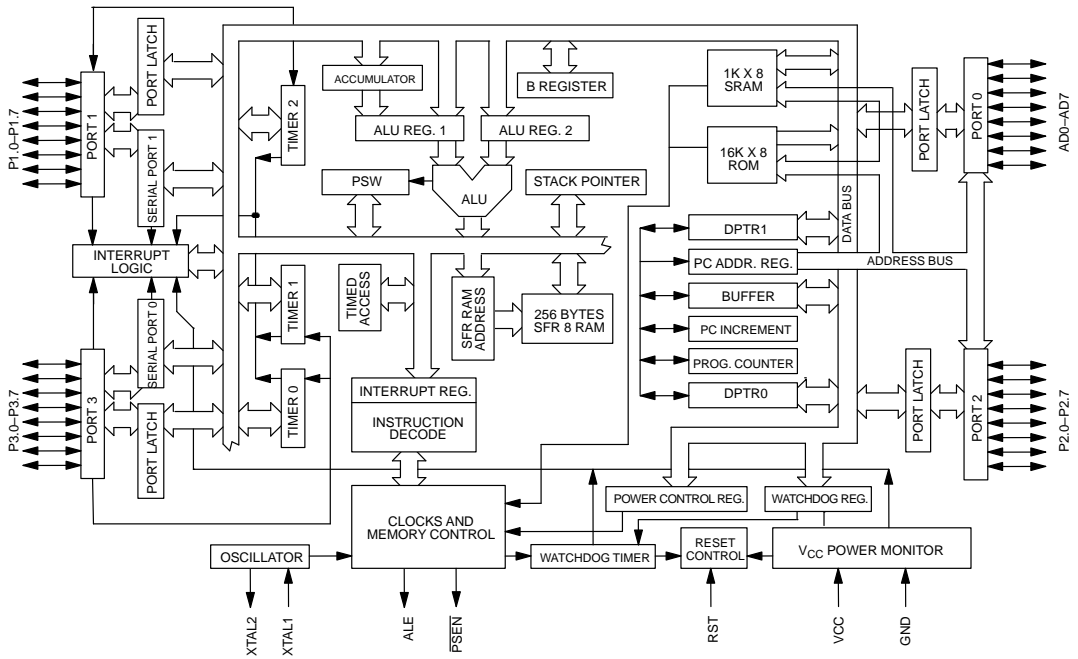 P1.0–P1.7
PORT 1
PORT LATCH
SERIAL PORT 1
INTERRUPT
LOGIC
P3.0–P3.7
PORT 3
SERIAL PORT 0
PORT LATCH
TIMER 2
TIMER 1
TIMER 0
ACCUMULATOR
B REGISTER
ALU REG. 1
ALU REG. 2
PSW
ALU
STACK POINTER
TIMED
ACCESS
SFR RAM
ADDRESS
256 BYTES
SFR 8 RAM
INTERRUPT REG.
INSTRUCTION
DECODE
1K X 8
SRAM
16K X 8
ROM
DPTR1
PC ADDR. REG.
BUFFER
PC INCREMENT
PROG. COUNTER
DPTR0
DATA BUS
ADDRESS BUS
PORT LATCH
PORT 0
AD0–AD7
PORT LATCH
PORT 2
P2.0–P2.7
CLOCKS AND
MEMORY CONTROL
POWER CONTROL REG.
WATCHDOG REG.
OSCILLATOR
WATCHDOG TIMER
RESET
CONTROL
VCC POWER MONITOR
XTAL2
XTAL1
ALE
PSEN
RST
VCC
GND